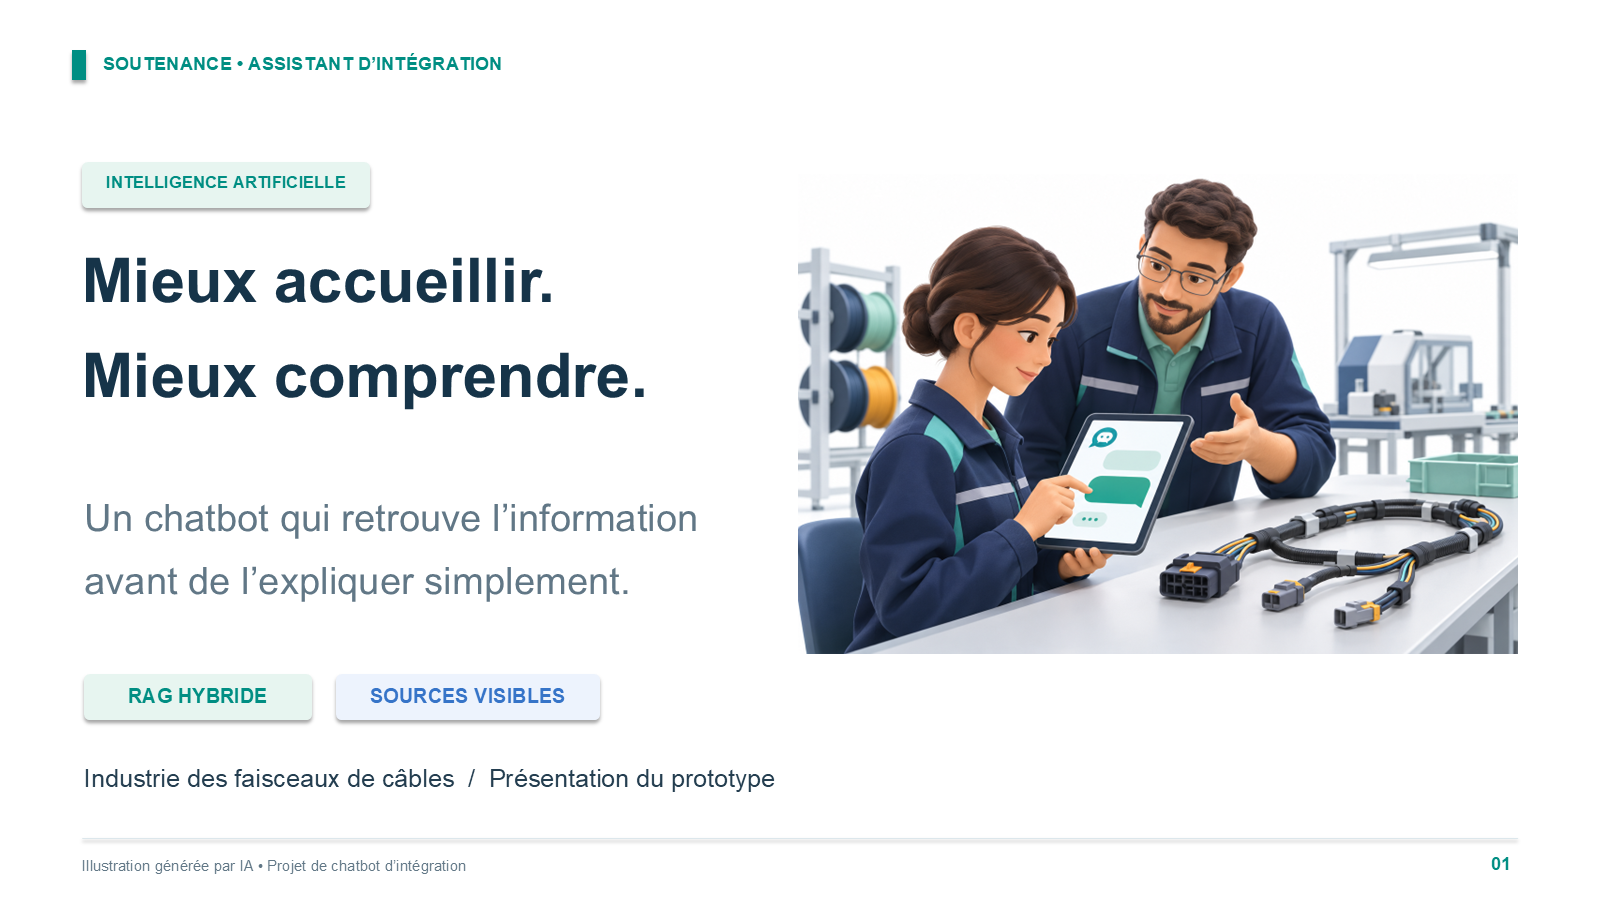 SOUTENANCE • ASSISTANT D’INTÉGRATION
INTELLIGENCE ARTIFICIELLE
Mieux accueillir.
Mieux comprendre.
Un chatbot qui retrouve l’information
avant de l’expliquer simplement.
RAG HYBRIDE
SOURCES VISIBLES
Industrie des faisceaux de câbles / Présentation du prototype
Illustration générée par IA • Projet de chatbot d’intégration
01